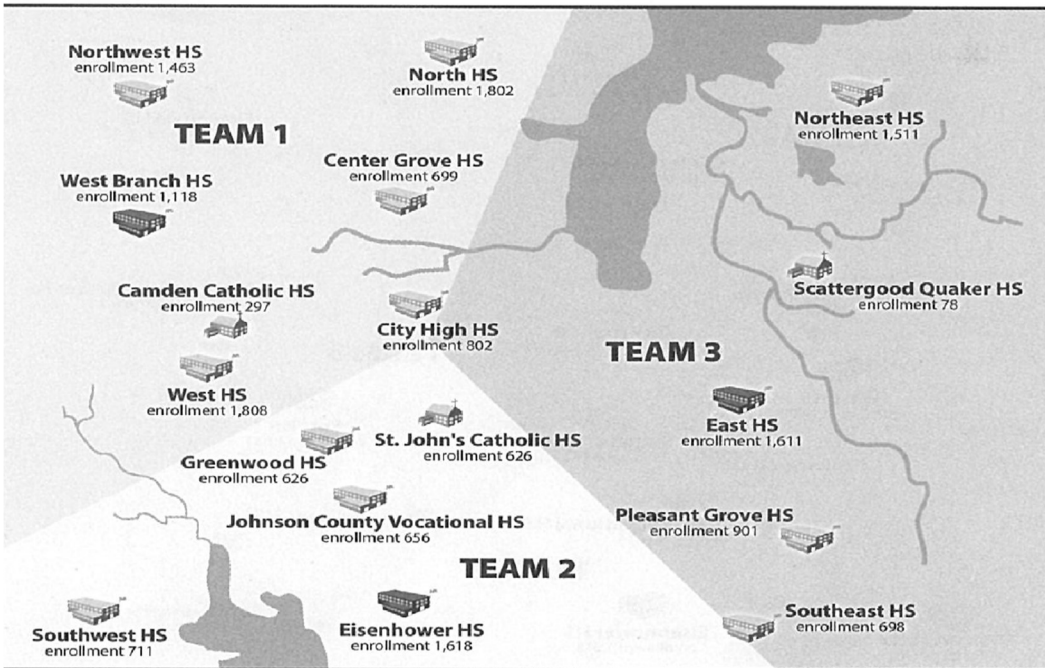 Northwest HS
enrollment 1,463
North HS
enrollment 1,802
Northeast HS
enrollment 1,511
TEAM 1
Center Grove HS
enrollment 699
West Branch HS
enrollment 1,118
Camden Catholic HS
enrollment 297
Scattergood Quaker HS
enrollment 78
City High HS
enrollment 802
TEAM 3
West HS
enrollment 1,808
East HS
enrollment 1,611
St. John's Catholic HS
enrollment 626
Greenwood HS
enrollment 626
Johnson County Vocational HS
enrollment 656
Pleasant Grove HS
enrollment 901
TEAM 2
Southwest HS
enrollment 711
Eisenhower HS
enrollment 1,618
Southeast HS
enrollment 698